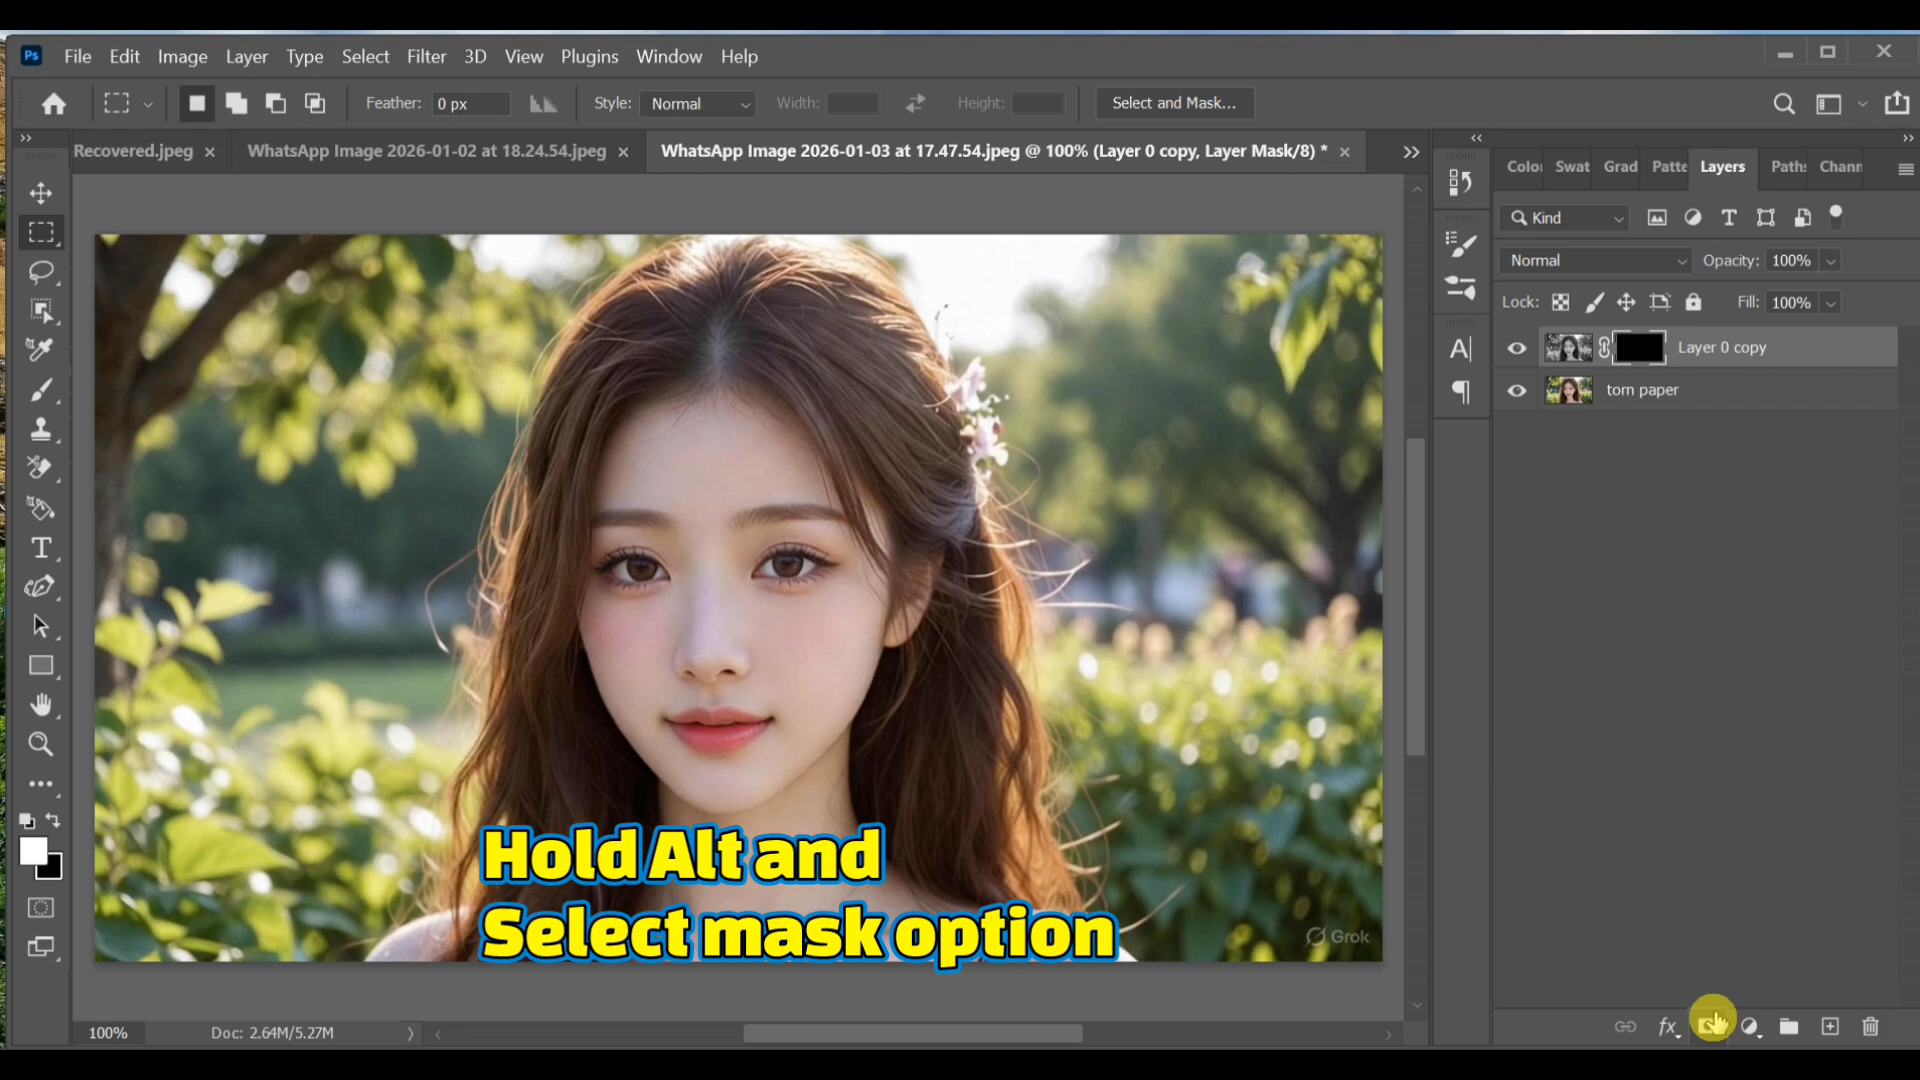 Ps File Edit Image Layer Type Select Filter 3D View Plugins Window Help
Feather: 0 px Style: Normal Width: Height: Select and Mask...
Recovered.jpeg × WhatsApp Image 2026-01-02 at 18.24.54.jpeg × WhatsApp Image 2026-01-03 at 17.47.54.jpeg @ 100% (Layer 0 copy, Layer Mask/8) * ×
Color Swat Grad Patte Layers Paths Chann
Kind
Normal Opacity: 100%
Lock: Fill: 100%
Layer 0 copy
torn paper
Hold Alt and
Select mask option
Grok
100% Doc: 2.64M/5.27M
fx